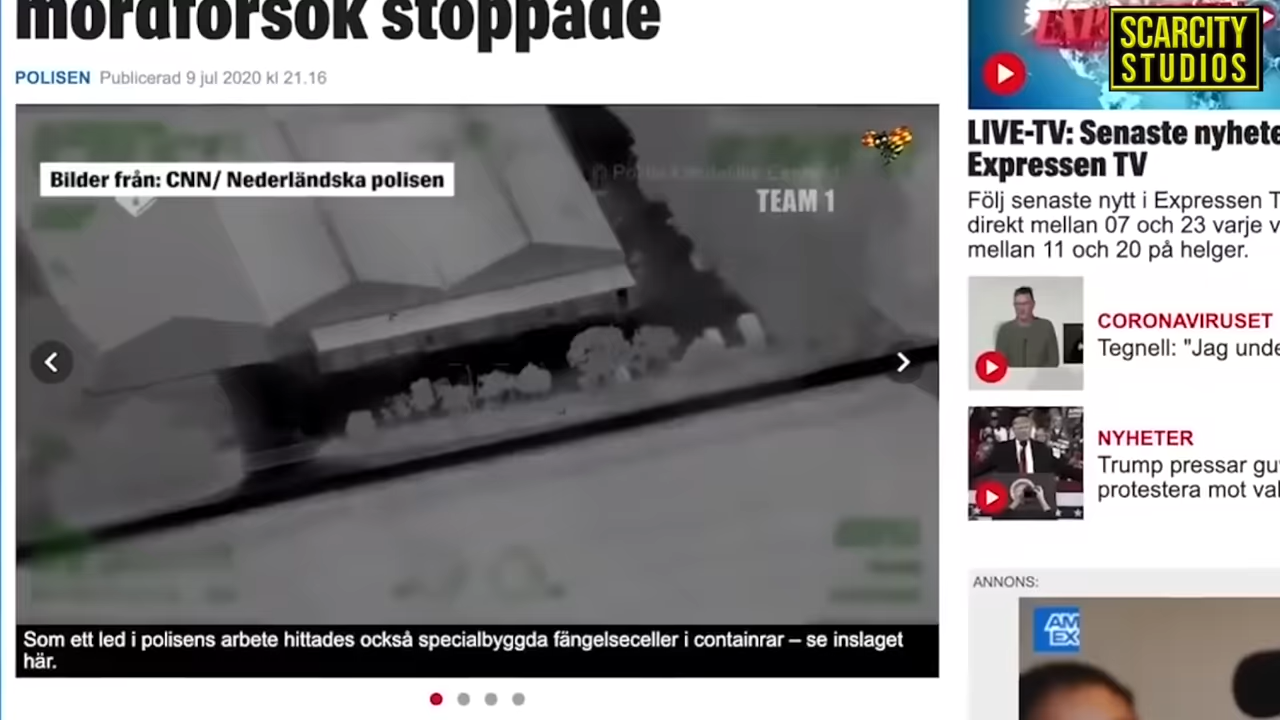 mordförsök stoppade
POLISEN Publicerad 9 jul 2020 kl 21.16
Bilder från: CNN/ Nederländska polisen
TEAM 1
Som ett led i polisens arbete hittades också specialbyggda fängelseceller i containrar – se inslaget
här.
SCARCITY
STUDIOS
LIVE-TV: Senaste nyhete
Expressen TV
Följ senaste nytt i Expressen T
direkt mellan 07 och 23 varje v
mellan 11 och 20 på helger.
CORONAVIRUSET
Tegnell: "Jag unde
NYHETER
Trump pressar gu
protestera mot val
ANNONS:
AM
EX